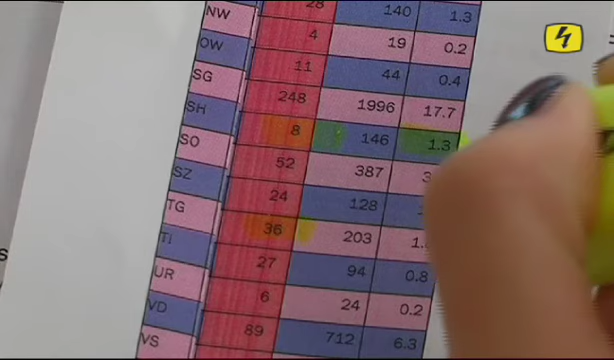 28 140 1.3
NW 4 19 0.2
OW 11 44 0.4
SG 248 1996 17.7
SH 8 146 1.3
SO 52 387 3
SZ 24 128
TG 36 203 1.
TI 27 94 0.8
UR 6 24 0.2
VD 89 712 6.3
VS